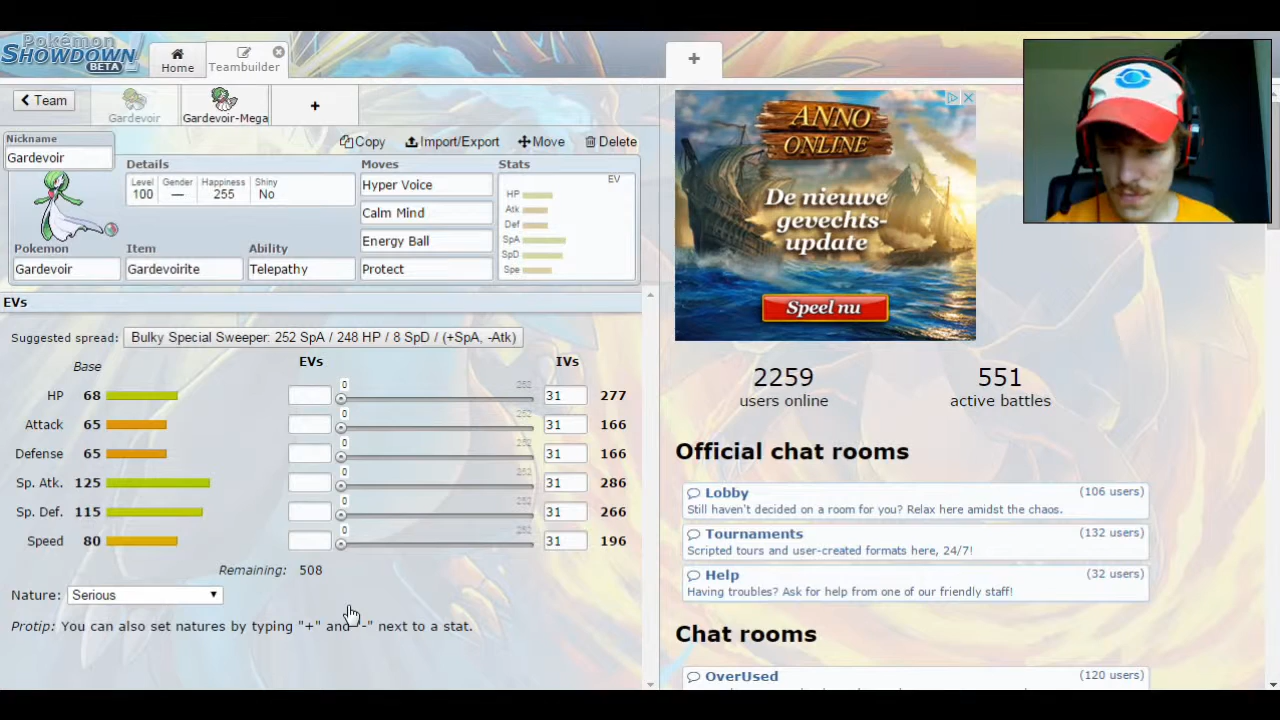 Pokémon
SHOWDOWN
BETA
Home
Teambuilder
+
Team
Gardevoir
Gardevoir-Mega
+
Nickname
Gardevoir
Copy
Import/Export
Move
Delete
Details
Moves
Stats
Level
Gender
Happiness
Shiny
100
—
255
No
Hyper Voice
Calm Mind
Energy Ball
Protect
EV
HP
Atk
Def
SpA
SpD
Spe
Pokemon
Item
Ability
Gardevoir
Gardevoirite
Telepathy
EVs
Suggested spread:
Bulky Special Sweeper: 252 SpA / 248 HP / 8 SpD / (+SpA, -Atk)
Base
EVs
IVs
HP 68 0 252 31 277
Attack 65 0 252 31 166
Defense 65 0 252 31 166
Sp. Atk. 125 0 252 31 286
Sp. Def. 115 0 252 31 266
Speed 80 0 252 31 196
Remaining: 508
Nature: Serious
Protip: You can also set natures by typing "+" and "-" next to a stat.
ANNO
ONLINE
De nieuwe
gevechts-
update
Speel nu
2259
users online
551
active battles
Official chat rooms
Lobby
(106 users)
Still haven't decided on a room for you? Relax here amidst the chaos.
Tournaments
(132 users)
Scripted tours and user-created formats here, 24/7!
Help
(32 users)
Having troubles? Ask for help from one of our friendly staff!
Chat rooms
OverUsed
(120 users)